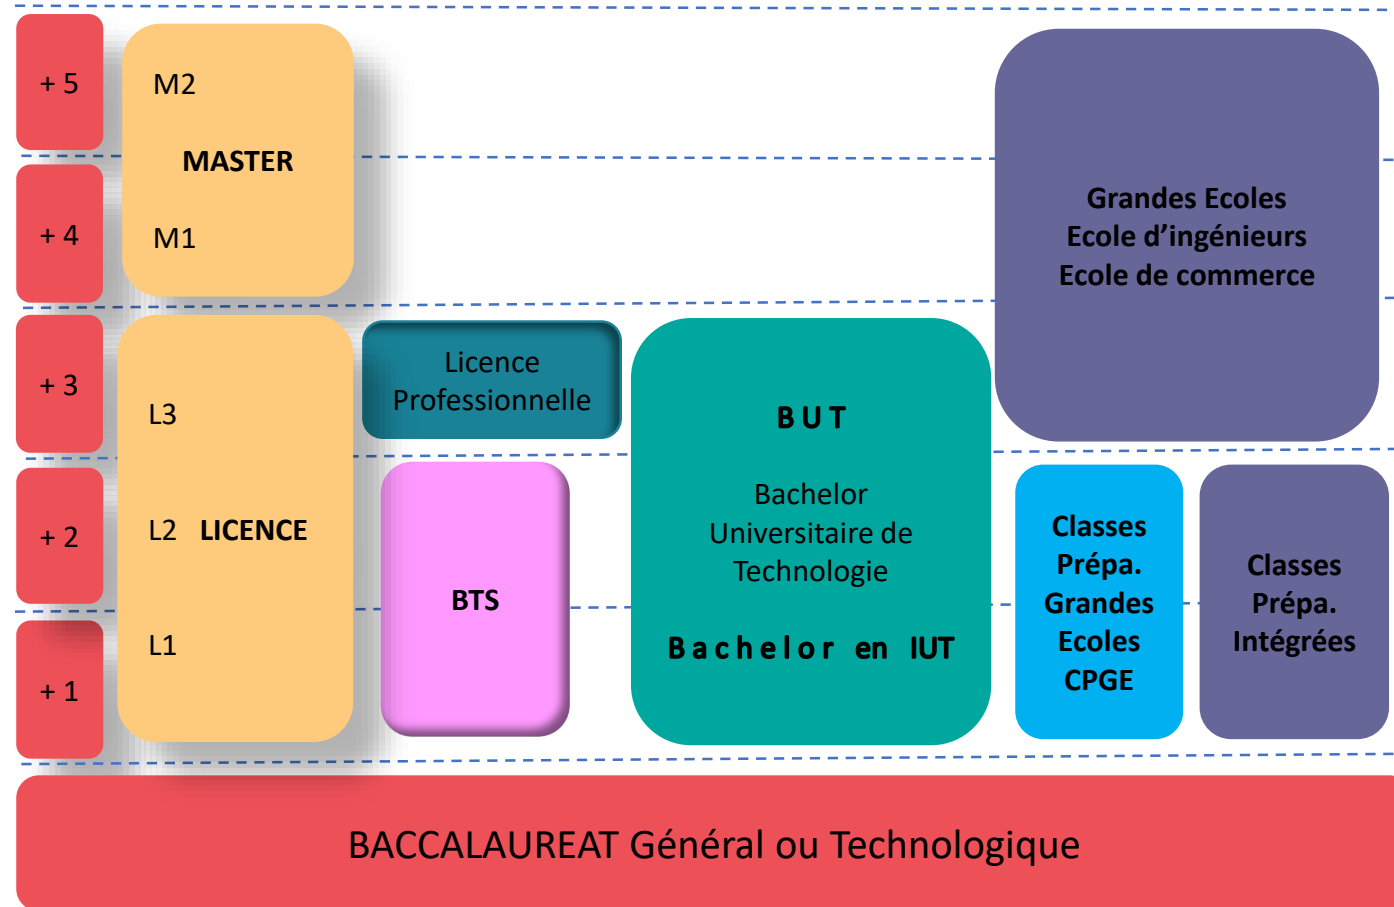 + 5
M2
MASTER
+ 4
M1
Grandes Ecoles
Ecole d’ingénieurs
Ecole de commerce
+ 3
L3
Licence
Professionnelle
B U T
Bachelor
Universitaire de
Technologie
Bachelor en IUT
+ 2
L2 LICENCE
BTS
Classes
Prépa.
Grandes
Ecoles
CPGE
Classes
Prépa.
Intégrées
+ 1
L1
BACCALAUREAT Général ou Technologique